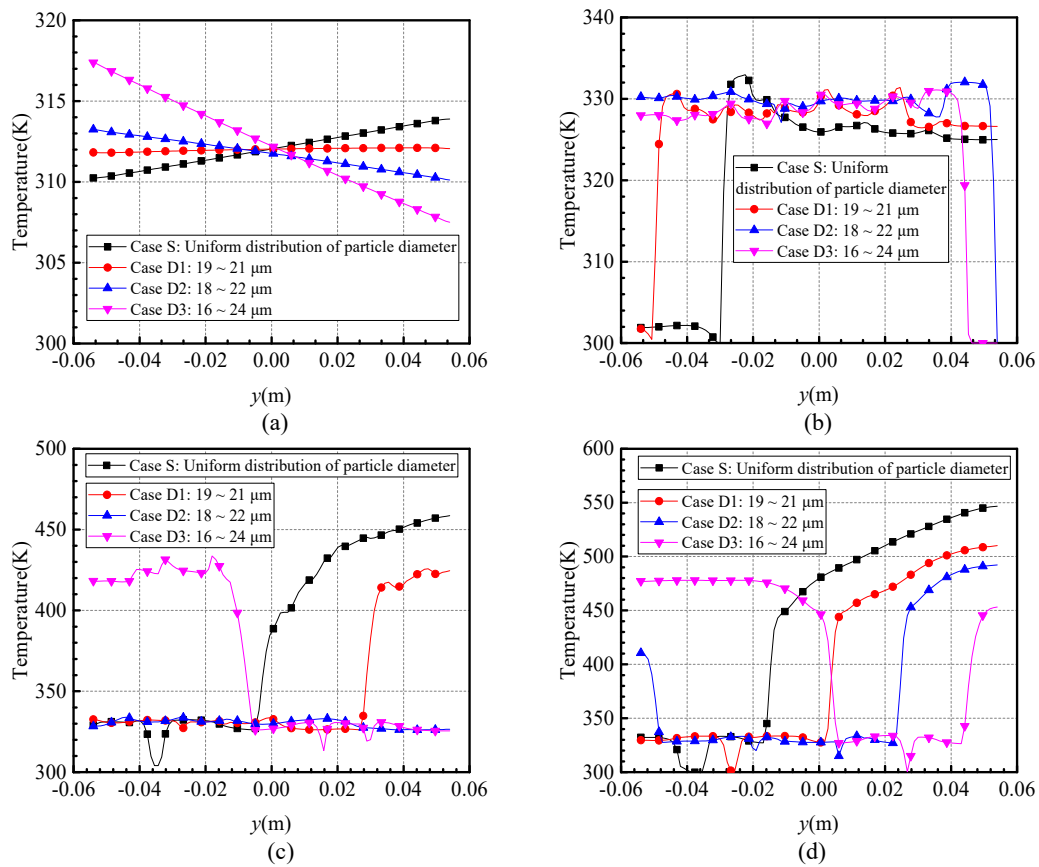 320
315
310
305
300
Temperature(K)
Case S: Uniform distribution of particle diameter
Case D1: 19 ~ 21 μm
Case D2: 18 ~ 22 μm
Case D3: 16 ~ 24 μm
-0.06 -0.04 -0.02 0.00 0.02 0.04 0.06
y(m)
(a)
340
330
320
310
300
Temperature(K)
Case S: Uniform
distribution of particle diameter
Case D1: 19 ~ 21 μm
Case D2: 18 ~ 22 μm
Case D3: 16 ~ 24 μm
-0.06 -0.04 -0.02 0.00 0.02 0.04 0.06
y(m)
(b)
500
450
400
350
300
Temperature(K)
Case S: Uniform distribution of particle diameter
Case D1: 19 ~ 21 μm
Case D2: 18 ~ 22 μm
Case D3: 16 ~ 24 μm
-0.06 -0.04 -0.02 0.00 0.02 0.04 0.06
y(m)
(c)
600
550
500
450
400
350
300
Temperature(K)
Case S: Uniform distribution of particle diameter
Case D1: 19 ~ 21 μm
Case D2: 18 ~ 22 μm
Case D3: 16 ~ 24 μm
-0.06 -0.04 -0.02 0.00 0.02 0.04 0.06
y(m)
(d)